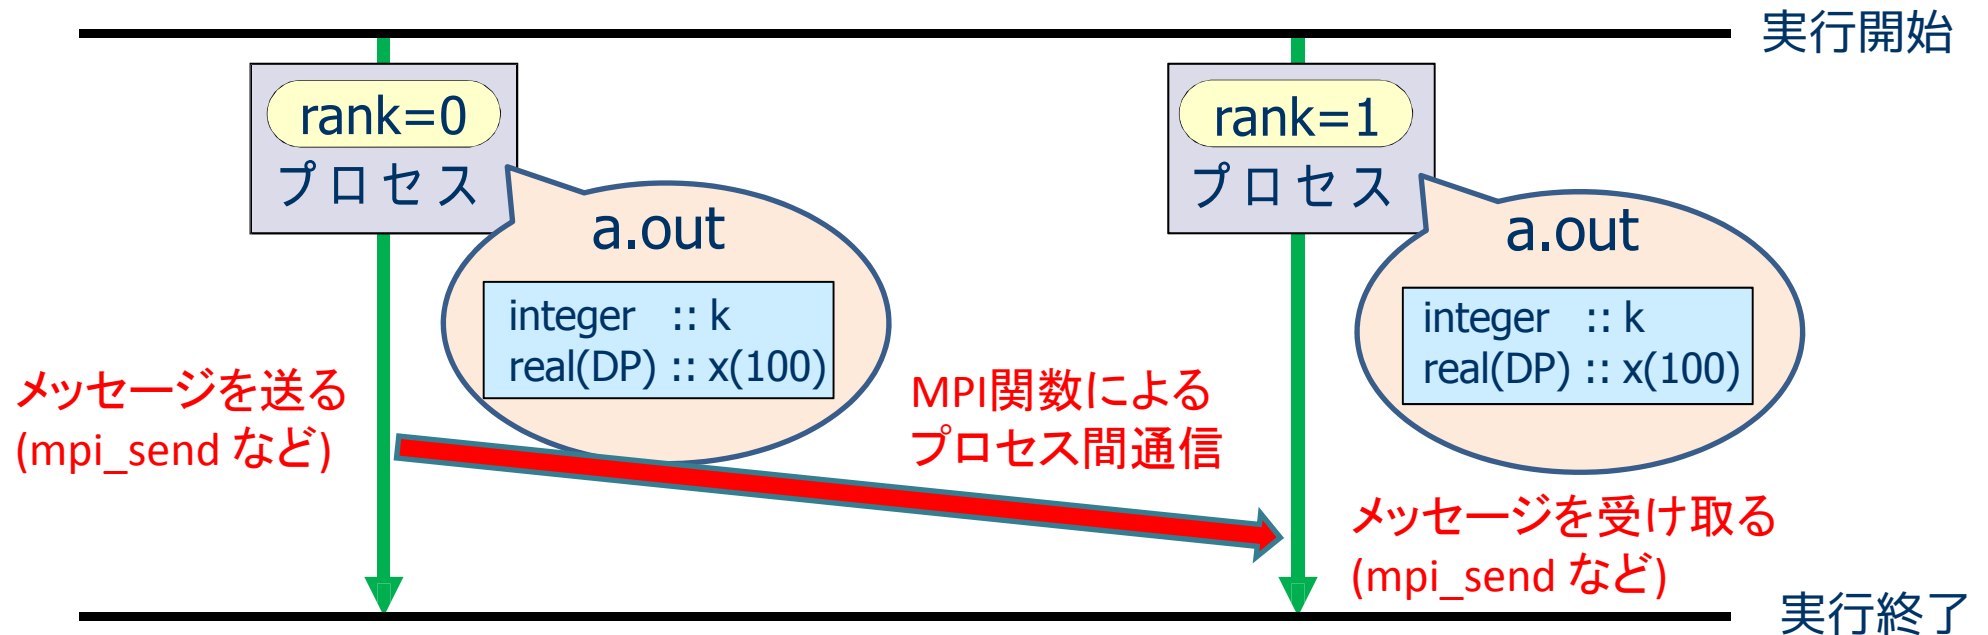 実行開始
rank=0
プロセス
a.out
integer :: k
real(DP) :: x(100)
rank=1
プロセス
a.out
integer :: k
real(DP) :: x(100)
メッセージを送る
(mpi_send など)
MPI関数による
プロセス間通信
メッセージを受け取る
(mpi_send など)
実行終了